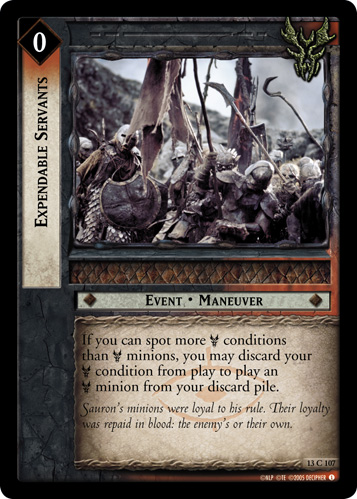 0
EXPENDABLE SERVANTS
EVENT • MANEUVER
If you can spot more conditions
than minions, you may discard your
condition from play to play an
minion from your discard pile.
Sauron's minions were loyal to his rule. Their loyalty
was repaid in blood: the enemy's or their own.
13 C 107
©NLP ©TE ©2005 DECIPHER